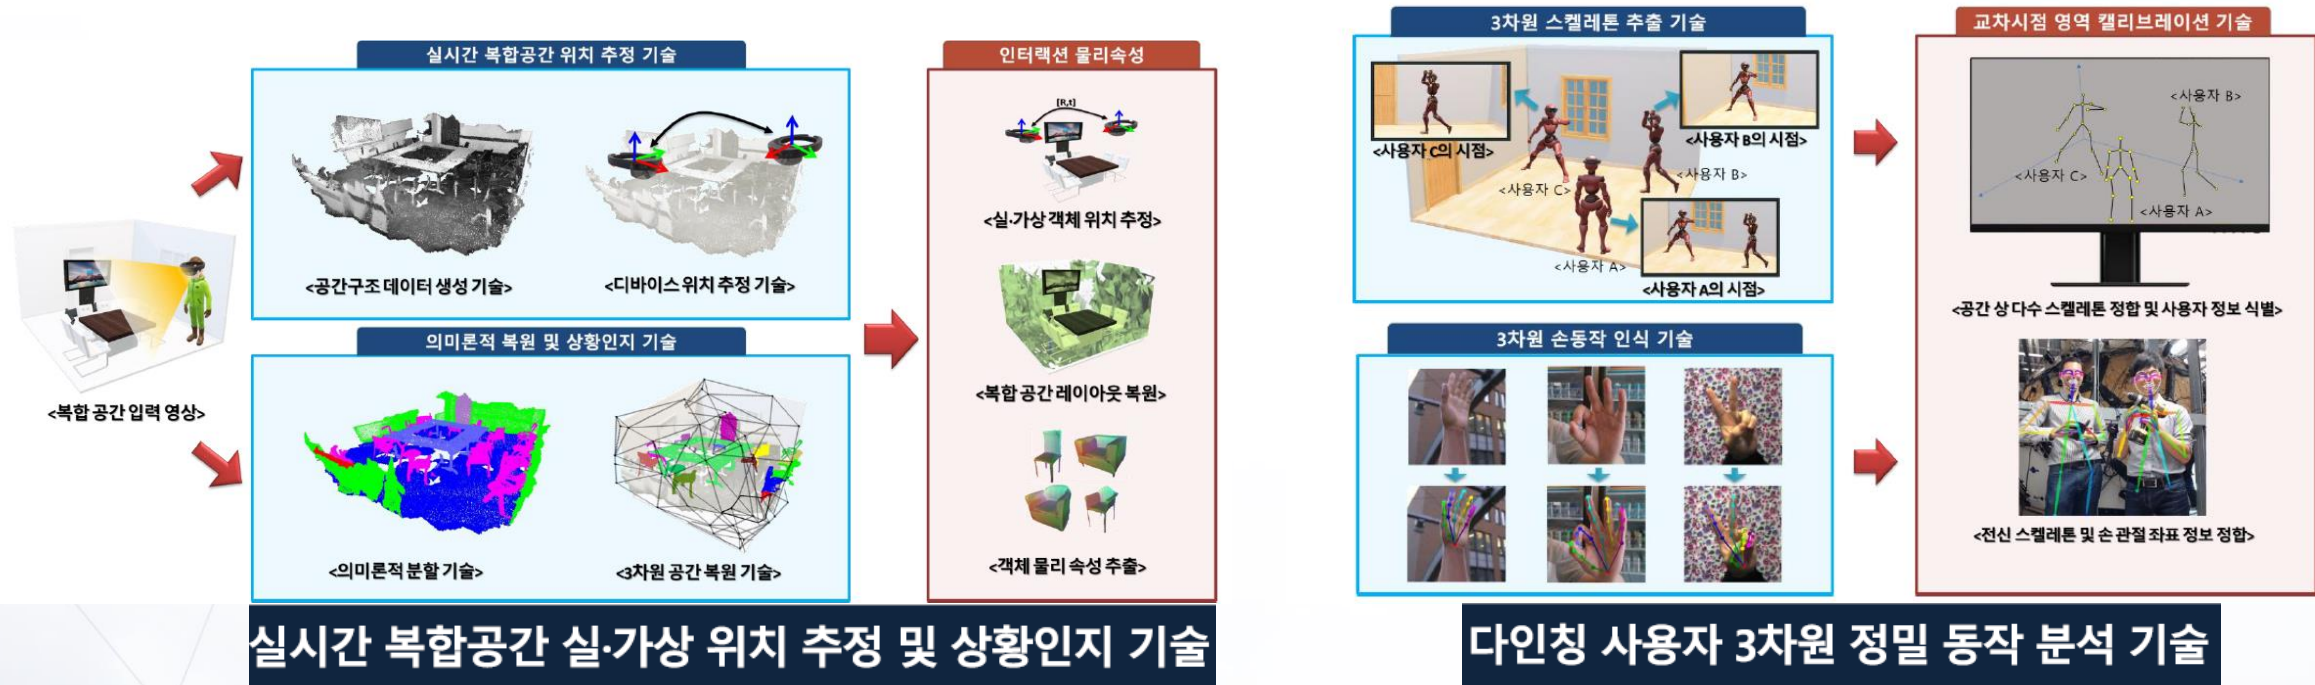 실시간 복합공간 위치 추정 기술
<공간구조 데이터 생성 기술>
<디바이스 위치 추정 기술>
<복합 공간 입력 영상>
의미론적 복원 및 상황인지 기술
<의미론적 분할 기술>
<3차원 공간 복원 기술>
인터랙션 물리속성
[R,t]
<실·가상 객체 위치 추정>
<복합 공간 레이아웃 복원>
<객체 물리 속성 추출>
실시간 복합공간 실·가상 위치 추정 및 상황인지 기술
3차원 스켈레톤 추출 기술
<사용자 C의 시점>
<사용자 B의 시점>
<사용자 C>
<사용자 B>
<사용자 A>
<사용자 A의 시점>
3차원 손동작 인식 기술
교차시점 영역 캘리브레이션 기술
<사용자 B>
<사용자 C>
<사용자 A>
<공간 상 다수 스켈레톤 정합 및 사용자 정보 식별>
<전신 스켈레톤 및 손 관절 좌표 정보 정합>
다인칭 사용자 3차원 정밀 동작 분석 기술